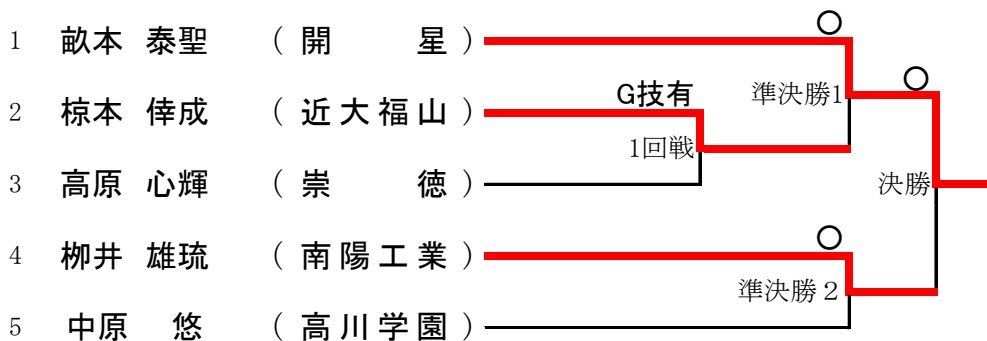 ○
1 畝本 泰聖 ( 開 星 )
○
G技有 準決勝1
2 椋本 倖成 ( 近大福山 )
1回戦
3 高原 心輝 ( 崇 徳 ) 決勝
○
4 栁井 雄琉 ( 南陽工業 )
準決勝２
5 中原 悠 ( 高川学園 )